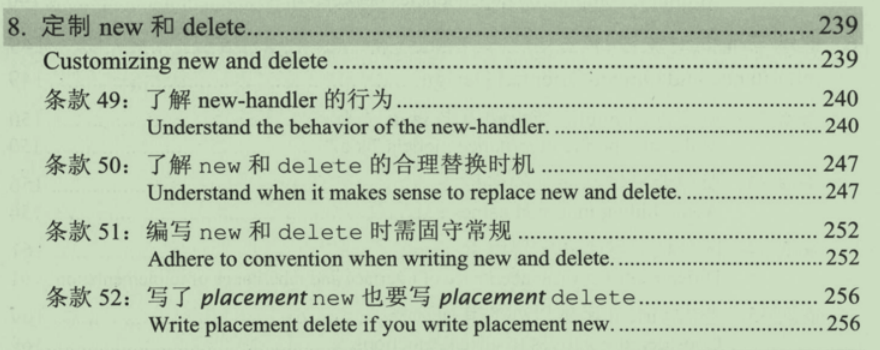 8. 定制 new 和 delete........................................................................................ 239
Customizing new and delete ........................................................................... 239
条款 49：了解 new-handler 的行为................................................................ 240
Understand the behavior of the new-handler. .......................................... 240
条款 50：了解 new 和 delete 的合理替换时机 ........................................... 247
Understand when it makes sense to replace new and delete. ..................... 247
条款 51：编写 new 和 delete 时需固守常规 ............................................... 252
Adhere to convention when writing new and delete. ................................ 252
条款 52：写了 placement new 也要写 placement delete............................ 256
Write placement delete if you write placement new. ................................. 256